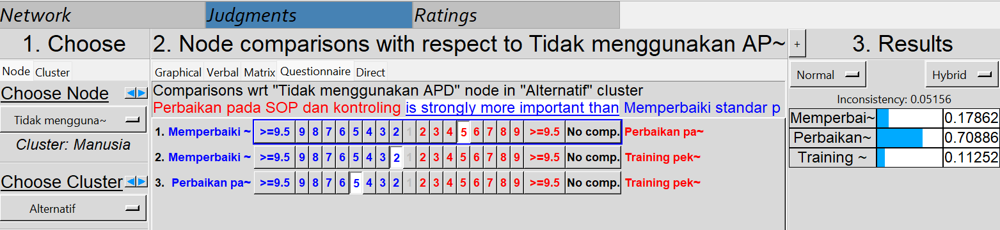 Network Judgments Ratings
1. Choose
Node Cluster
Choose Node
Tidak mengguna~
Cluster: Manusia
Choose Cluster
Alternatif
2. Node comparisons with respect to Tidak menggunakan AP~
Graphical Verbal Matrix Questionnaire Direct
Comparisons wrt "Tidak menggunakan APD" node in "Alternatif" cluster
Perbaikan pada SOP dan kontroling is strongly more important than Memperbaiki standar p
1. Memperbaiki ~ >=9.5 9 8 7 6 5 4 3 2 1 2 3 4 5 6 7 8 9 >=9.5 No comp. Perbaikan pa~
2. Memperbaiki ~ >=9.5 9 8 7 6 5 4 3 2 1 2 3 4 5 6 7 8 9 >=9.5 No comp. Training pek~
3. Perbaikan pa~ >=9.5 9 8 7 6 5 4 3 2 1 2 3 4 5 6 7 8 9 >=9.5 No comp. Training pek~
+ 3. Results
Normal Hybrid
Inconsistency: 0.05156
Memperbai~ 0.17862
Perbaikan~ 0.70886
Training ~ 0.11252